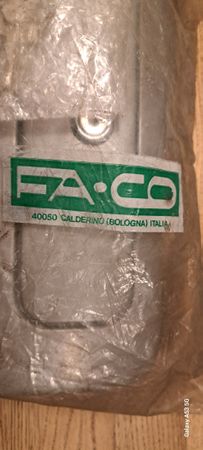 FA·CO
40050 CALDERINO (BOLOGNA) ITALIA
Galaxy A53 5G